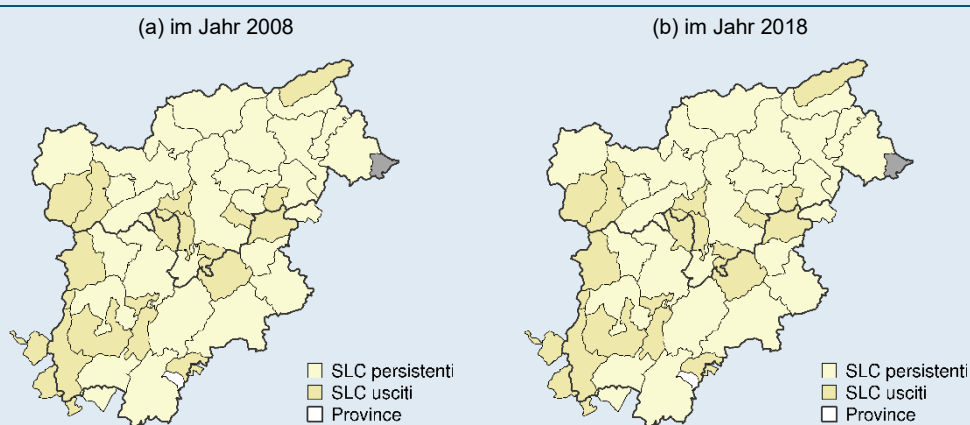 (a) im Jahr 2008
(b) im Jahr 2018
SLC persistenti
SLC usciti
Province
SLC persistenti
SLC usciti
Province